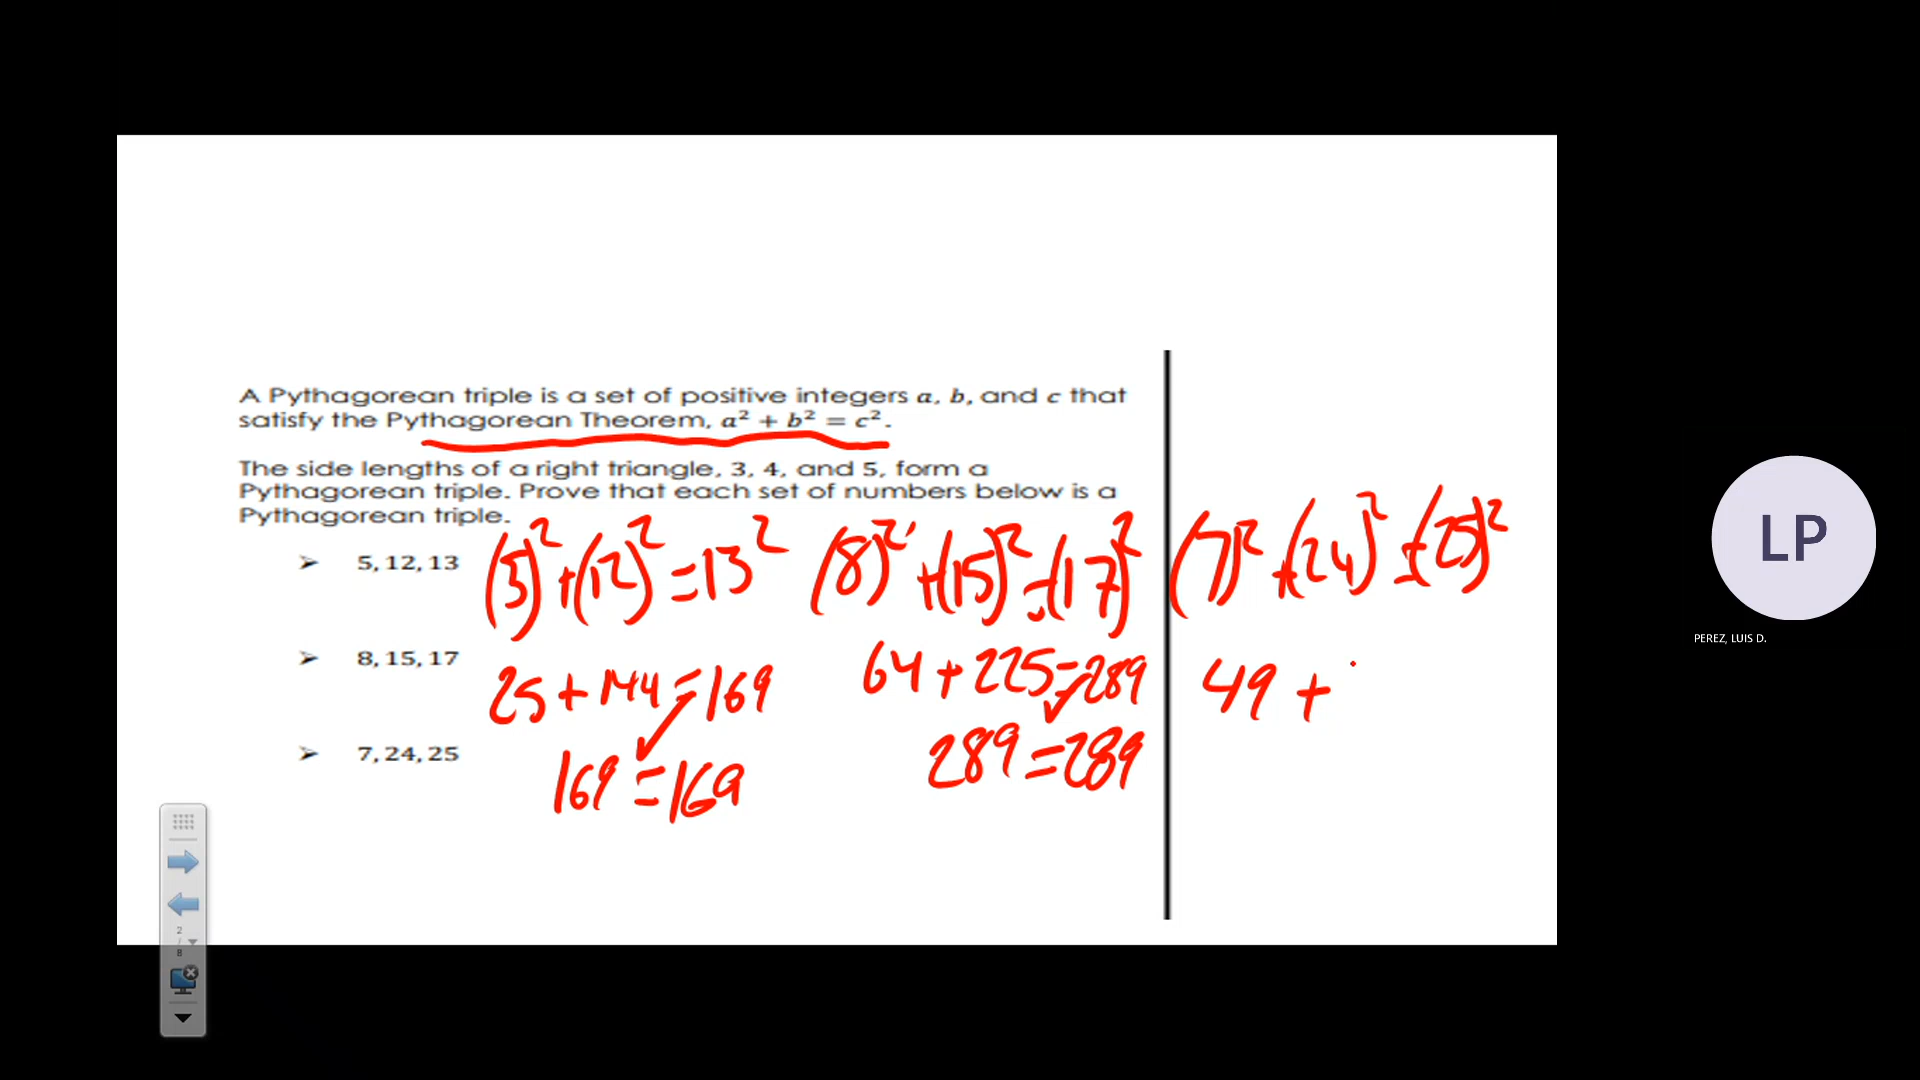 A Pythagorean triple is a set of positive integers a, b, and c that
satisfy the Pythagorean Theorem, a² + b² = c².
The side lengths of a right triangle, 3, 4, and 5, form a
Pythagorean triple. Prove that each set of numbers below is a
Pythagorean triple.
➢ 5, 12, 13
(5)² + (12)² = 13²
25 + 144 = 169
169 = 169
(8)² + (15)² = (17)²
64 + 225 = 289
289 = 289
(7)² + (24)² = (25)²
49 +
➢ 8, 15, 17
➢ 7, 24, 25
2
/
8
LP
PEREZ, LUIS D.